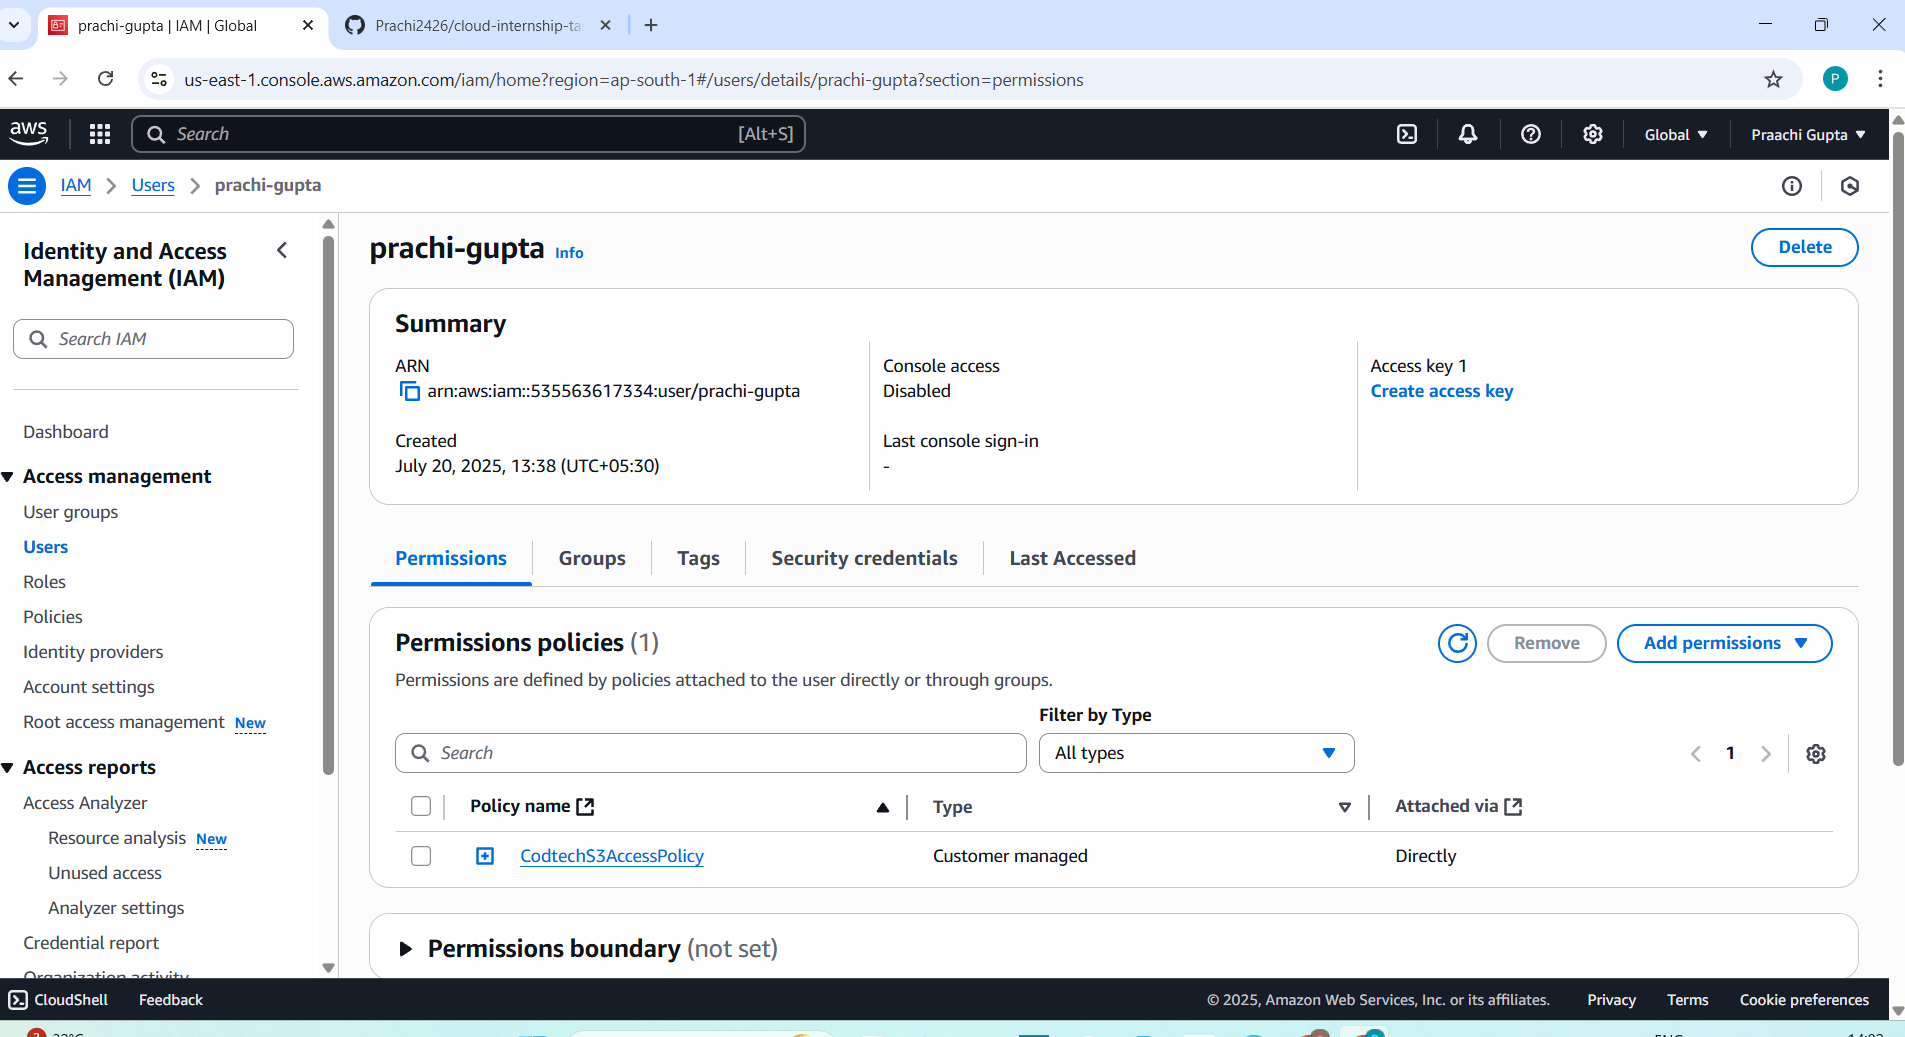 prachi-gupta | IAM | Global
Prachi2426/cloud-internship-ta
us-east-1.console.aws.amazon.com/iam/home?region=ap-south-1#/users/details/prachi-gupta?section=permissions
P
aws
Search
[Alt+S]
Global
Praachi Gupta
IAM
Users
prachi-gupta
Identity and Access
Management (IAM)
Search IAM
Dashboard
Access management
User groups
Users
Roles
Policies
Identity providers
Account settings
Root access management New
Access reports
Access Analyzer
Resource analysis New
Unused access
Analyzer settings
Credential report
Organization activity
prachi-gupta Info
Delete
Summary
ARN
arn:aws:iam::535563617334:user/prachi-gupta
Created
July 20, 2025, 13:38 (UTC+05:30)
Console access
Disabled
Last console sign-in
-
Access key 1
Create access key
Permissions
Groups
Tags
Security credentials
Last Accessed
Permissions policies (1)
Remove
Add permissions
Permissions are defined by policies attached to the user directly or through groups.
Filter by Type
Search
All types
1
Policy name
Type
Attached via
CodtechS3AccessPolicy
Customer managed
Directly
Permissions boundary (not set)
CloudShell
Feedback
© 2025, Amazon Web Services, Inc. or its affiliates.
Privacy
Terms
Cookie preferences